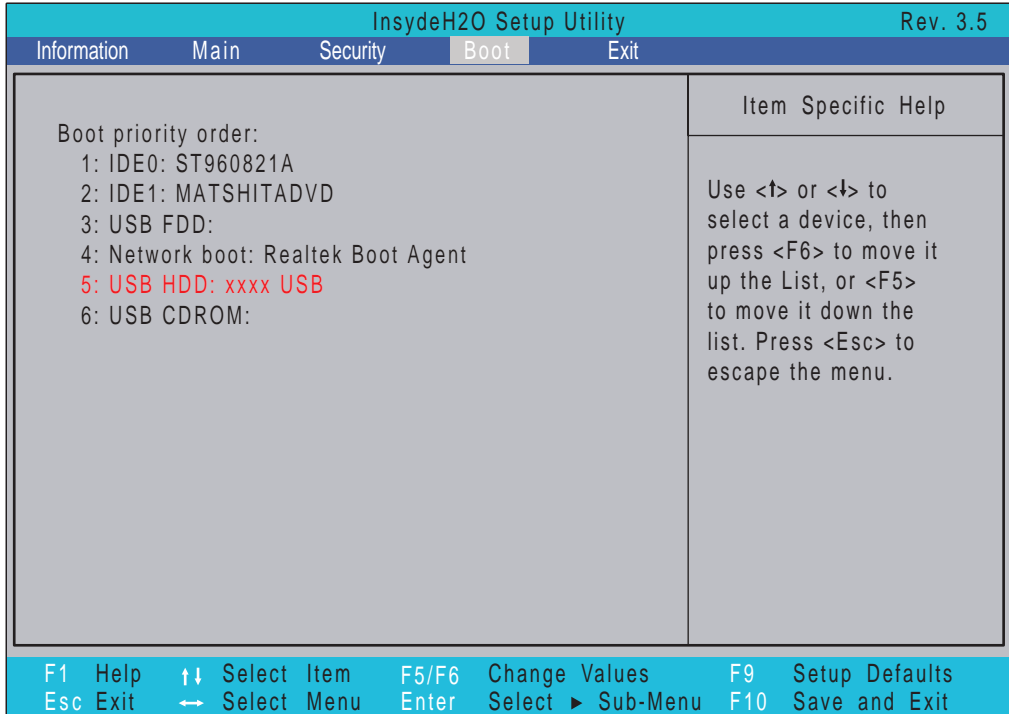 InsydeH2O Setup Utility Rev. 3.5
Information Main Security Boot Exit
Boot priority order:
1: IDE0: ST960821A
2: IDE1: MATSHITADVD
3: USB FDD:
4: Network boot: Realtek Boot Agent
5: USB HDD: xxxx USB
6: USB CDROM:
Item Specific Help
Use <↑> or <↓> to
select a device, then
press <F6> to move it
up the List, or <F5>
to move it down the
list. Press <Esc> to
escape the menu.
F1 Help ↑↓ Select Item F5/F6 Change Values F9 Setup Defaults
Esc Exit ↔ Select Menu Enter Select ► Sub-Menu F10 Save and Exit